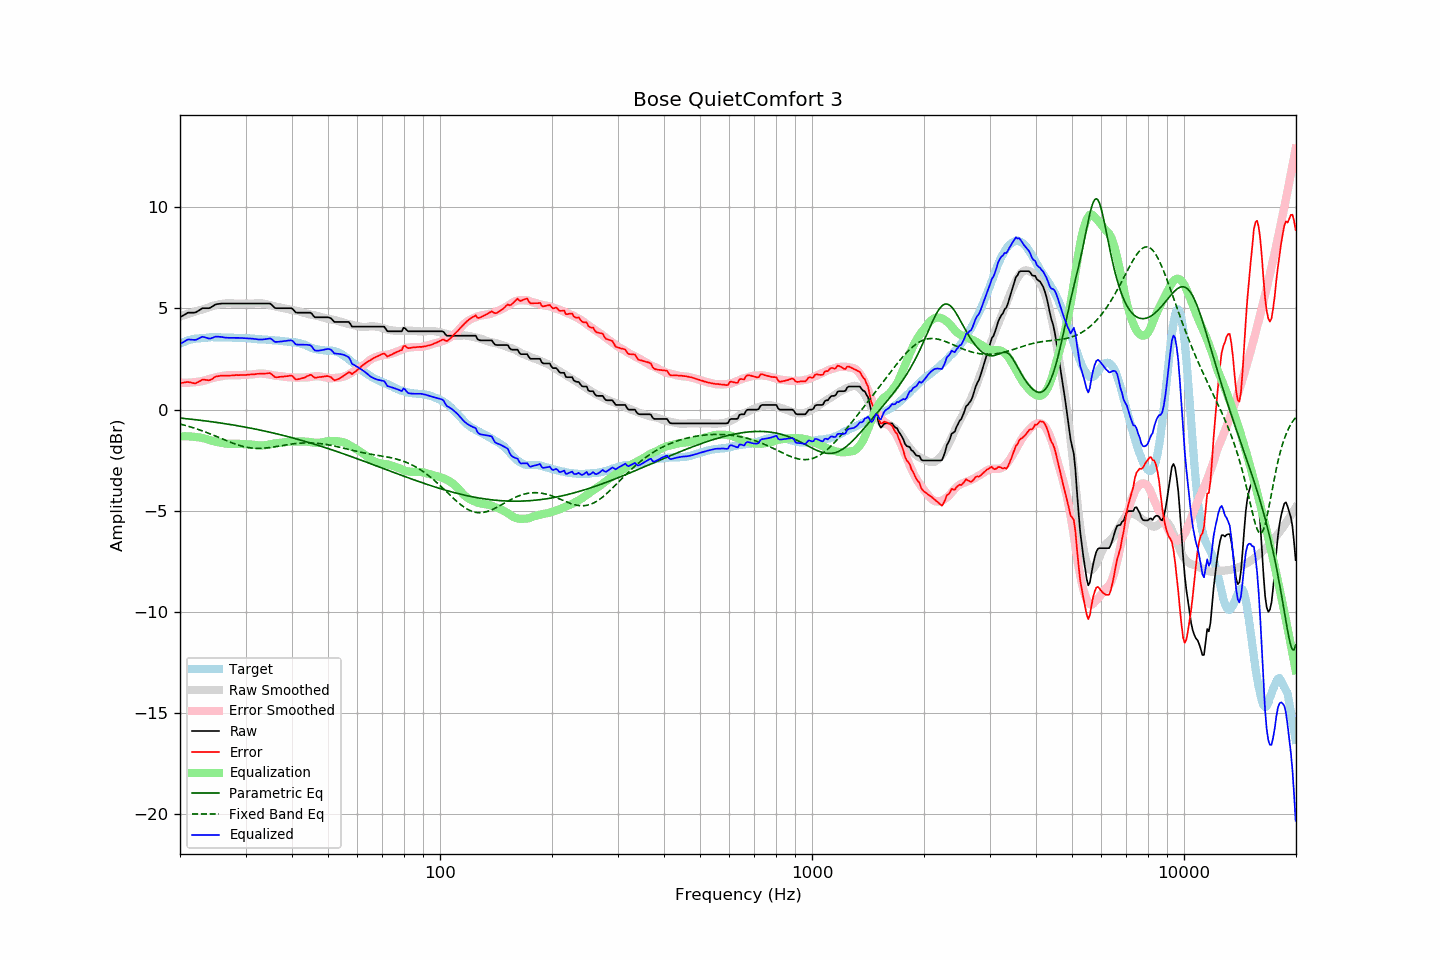 Bose QuietComfort 3
Amplitude (dBr)
10
5
0
−5
−10
−15
−20
Target
Raw Smoothed
Error Smoothed
Raw
Error
Equalization
Parametric Eq
Fixed Band Eq
Equalized
100
1000
10000
Frequency (Hz)